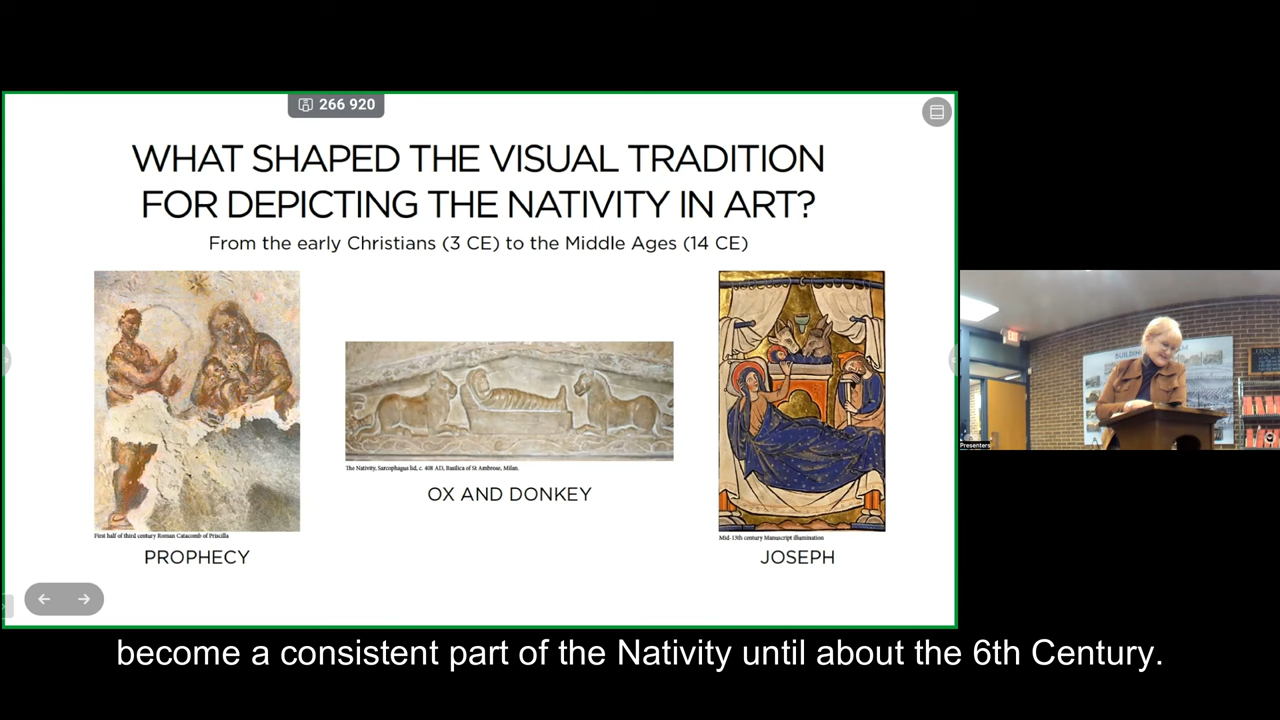 266 920
WHAT SHAPED THE VISUAL TRADITION
FOR DEPICTING THE NATIVITY IN ART?
From the early Christians (3 CE) to the Middle Ages (14 CE)
The Nativity, Sarcophagus lid, c. 408 AD, Basilica of St Ambrose, Milan.
OX AND DONKEY
First half of third century Roman Catacomb of Priscilla
PROPHECY
Mid-13th century Manuscript illumination
JOSEPH
EXIT
BUILDING
Presenters
become a consistent part of the Nativity until about the 6th Century.